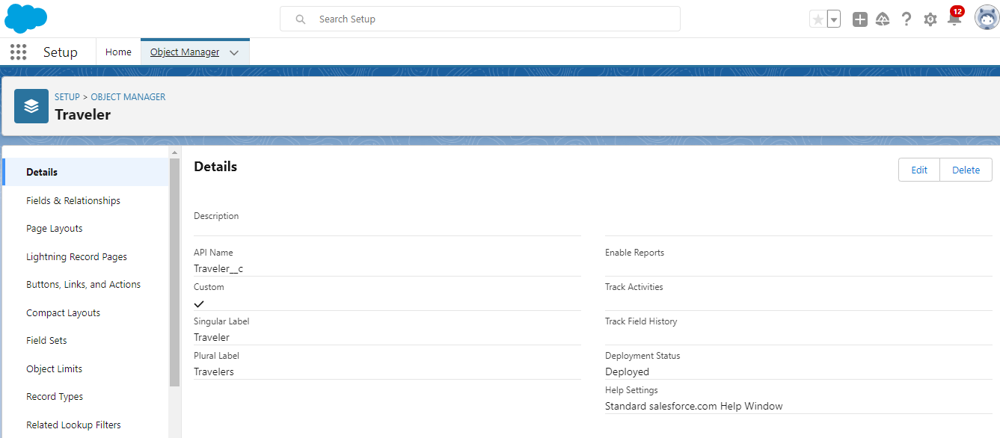 Search Setup
12
Setup
Home
Object Manager
SETUP > OBJECT MANAGER
Traveler
Details
Fields & Relationships
Page Layouts
Lightning Record Pages
Buttons, Links, and Actions
Compact Layouts
Field Sets
Object Limits
Record Types
Related Lookup Filters
Details
Edit
Delete
Description
API Name
Traveler__c
Custom
Singular Label
Traveler
Plural Label
Travelers
Enable Reports
Track Activities
Track Field History
Deployment Status
Deployed
Help Settings
Standard salesforce.com Help Window